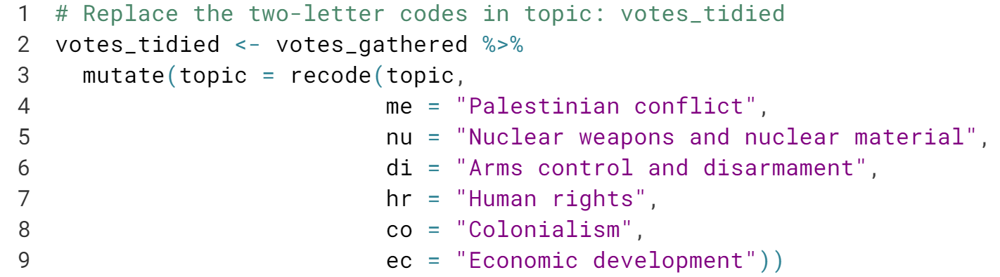 1 # Replace the two-letter codes in topic: votes_tidied
2 votes_tidied <- votes_gathered %>%
3   mutate(topic = recode(topic,
4                         me = "Palestinian conflict",
5                         nu = "Nuclear weapons and nuclear material",
6                         di = "Arms control and disarmament",
7                         hr = "Human rights",
8                         co = "Colonialism",
9                         ec = "Economic development"))